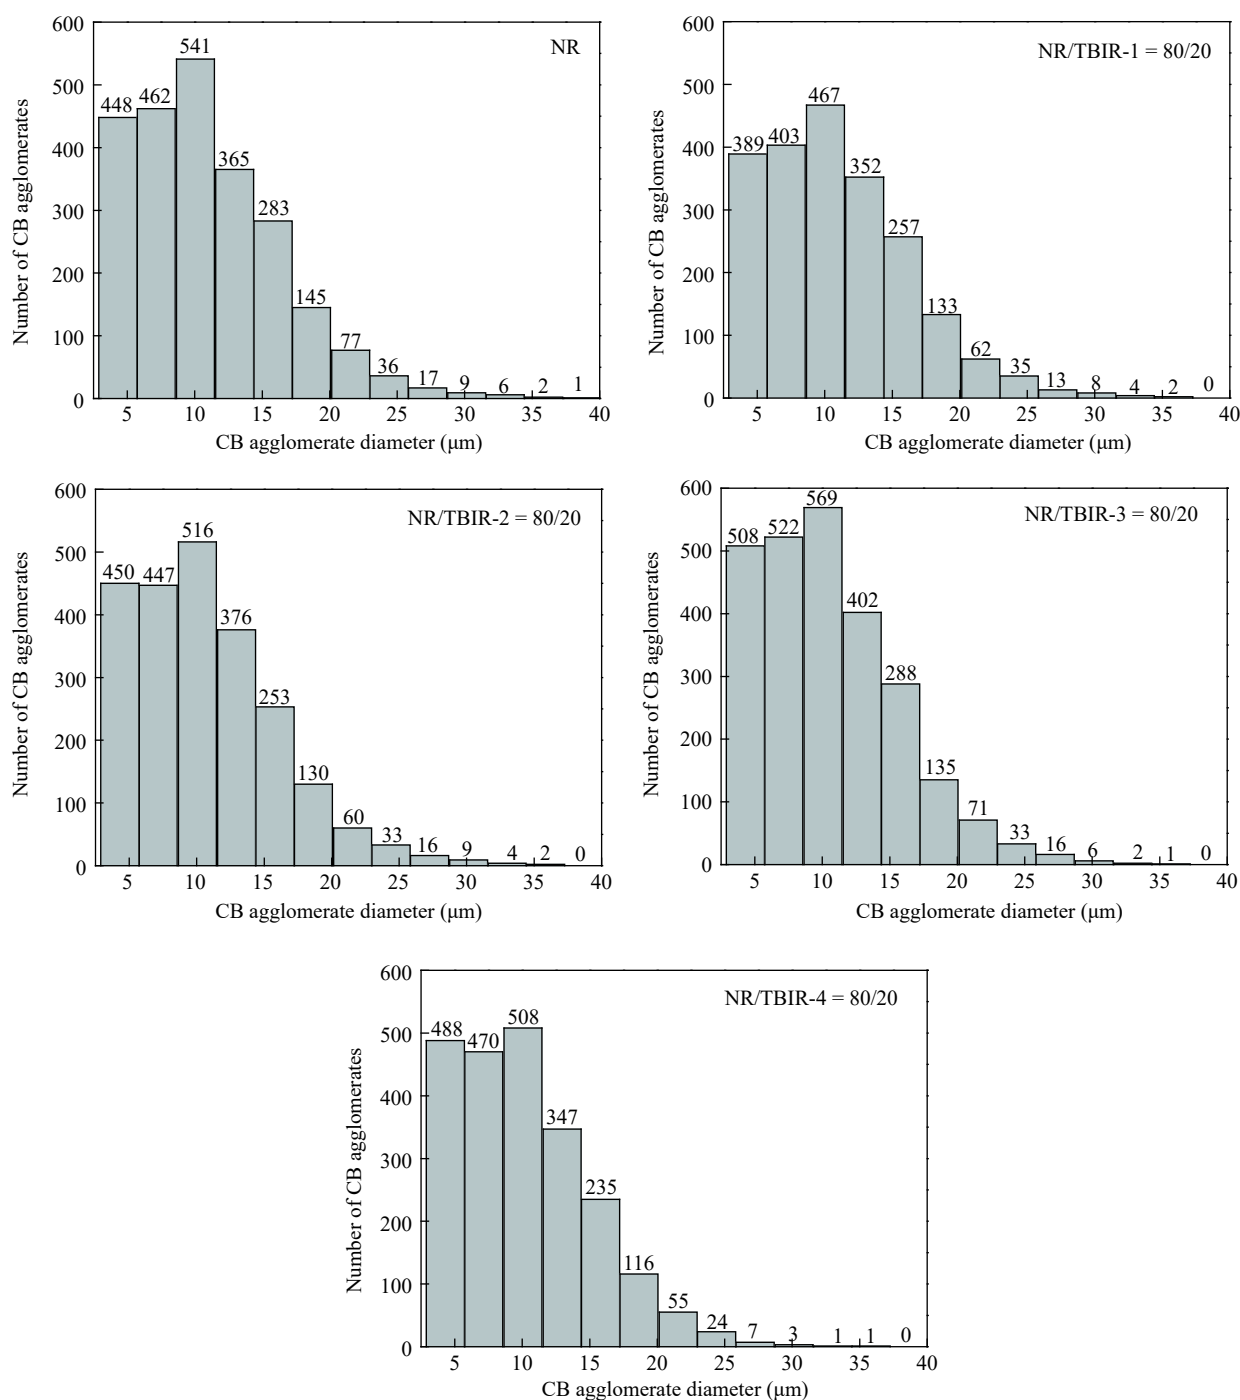 NR
600
500
400
300
200
100
0
448 462 541 365 283 145 77 36 17 9 6 2 1
5 10 15 20 25 30 35 40
Number of CB agglomerates
CB agglomerate diameter (μm)
NR/TBIR-1 = 80/20
600
500
400
300
200
100
0
389 403 467 352 257 133 62 35 13 8 4 2 0
5 10 15 20 25 30 35 40
Number of CB agglomerates
CB agglomerate diameter (μm)
NR/TBIR-2 = 80/20
600
500
400
300
200
100
0
450 447 516 376 253 130 60 33 16 9 4 2 0
5 10 15 20 25 30 35 40
Number of CB agglomerates
CB agglomerate diameter (μm)
NR/TBIR-3 = 80/20
600
500
400
300
200
100
0
508 522 569 402 288 135 71 33 16 6 2 1 0
5 10 15 20 25 30 35 40
Number of CB agglomerates
CB agglomerate diameter (μm)
NR/TBIR-4 = 80/20
600
500
400
300
200
100
0
488 470 508 347 235 116 55 24 7 3 1 1 0
5 10 15 20 25 30 35 40
Number of CB agglomerates
CB agglomerate diameter (μm)